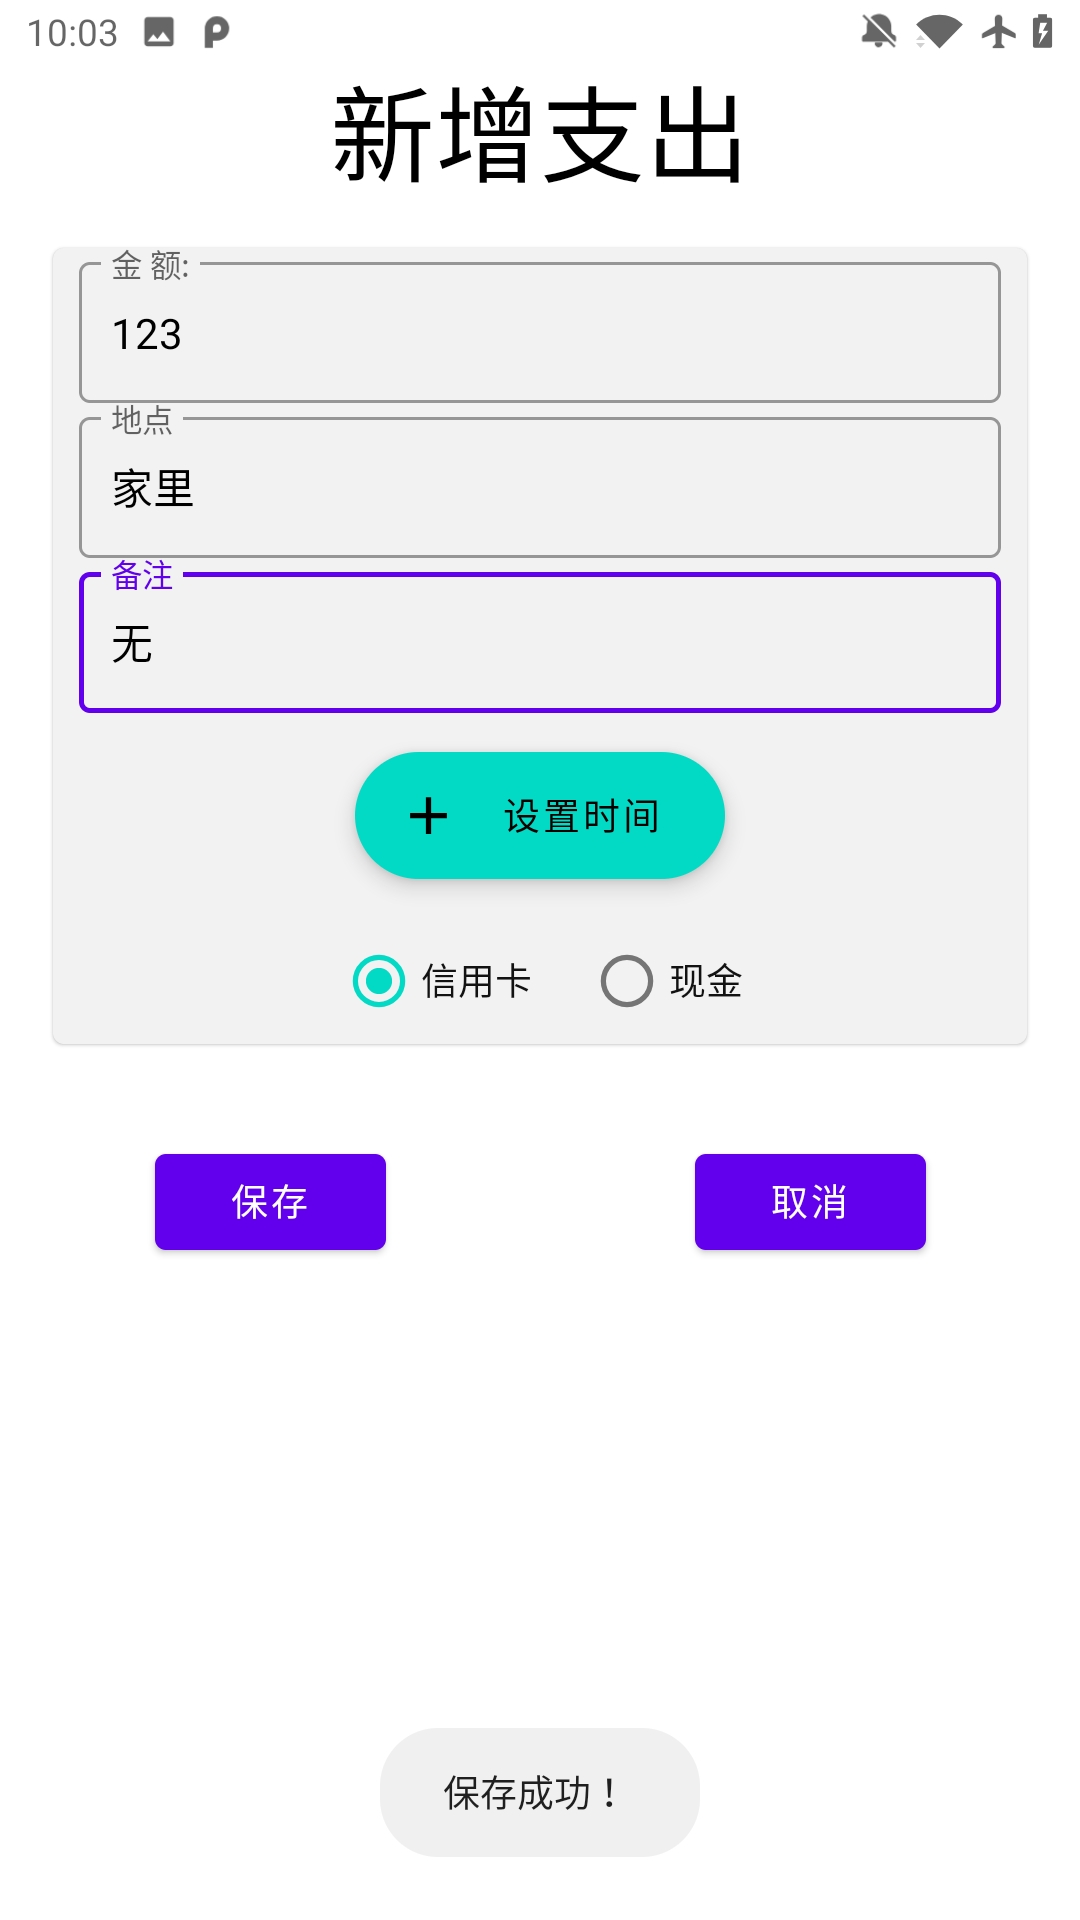 10:03
新增支出
金 额:
123
地点
家里
备注
无
设置时间
信用卡 现金
保存 取消
保存成功！